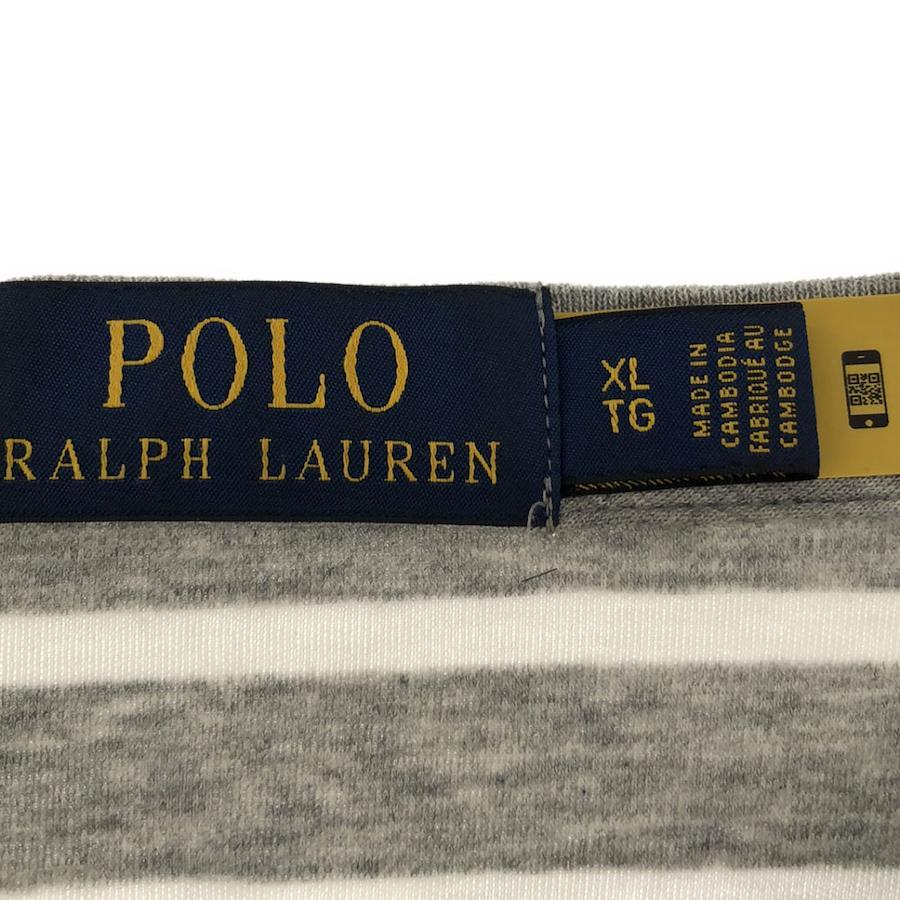 POLO
RALPH LAUREN
XL
TG
MADE IN
CAMBODIA
FABRIQUÉ AU
CAMBODGE